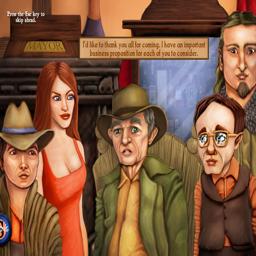 Press the Esc key to
skip ahead.
MAYOR
I'd like to thank you all for coming. I have an important
business proposition for each of you to consider.